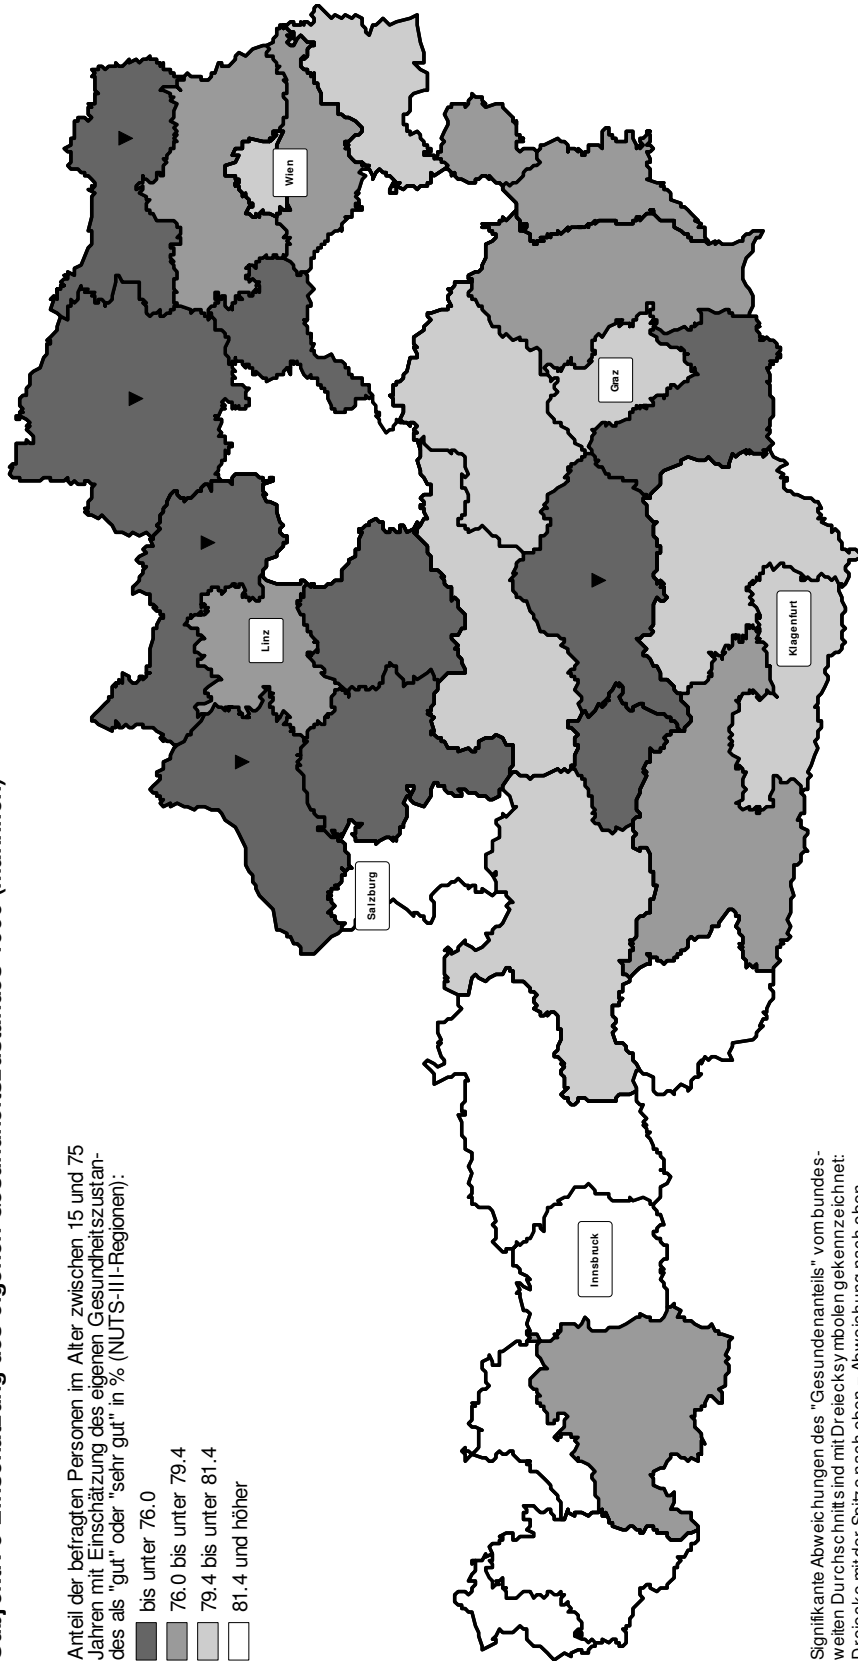 Anteil der befragten Personen im Alter zwischen 15 und 75
Jahren mit Einschätzung des eigenen Gesundheitszustan-
des als "gut" oder "sehr gut" in % (NUTS-III-Regionen):
bis unter 76.0
76.0 bis unter 79.4
79.4 bis unter 81.4
81.4 und höher
Wien
Graz
Linz
Klagenfurt
Salzburg
Innsbruck
Signifikante Abweichungen des "Gesundenanteils" vom bundes-
weiten Durchschnitt sind mit Dreiecksymbolen gekennzeichnet: